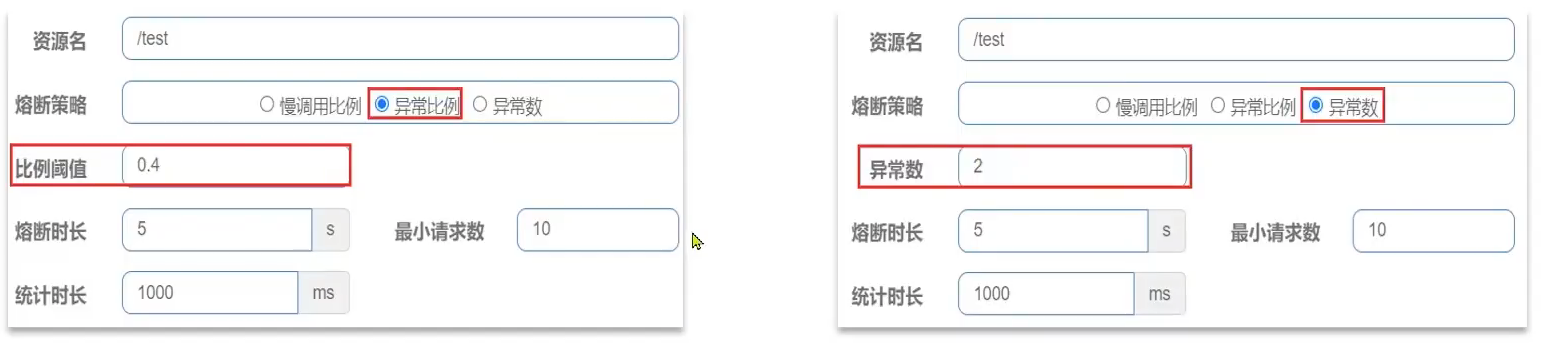 资源名 /test
熔断策略 慢调用比例 异常比例 异常数
比例阈值 0.4
熔断时长 5 s 最小请求数 10
统计时长 1000 ms
资源名 /test
熔断策略 慢调用比例 异常比例 异常数
异常数 2
熔断时长 5 s 最小请求数 10
统计时长 1000 ms